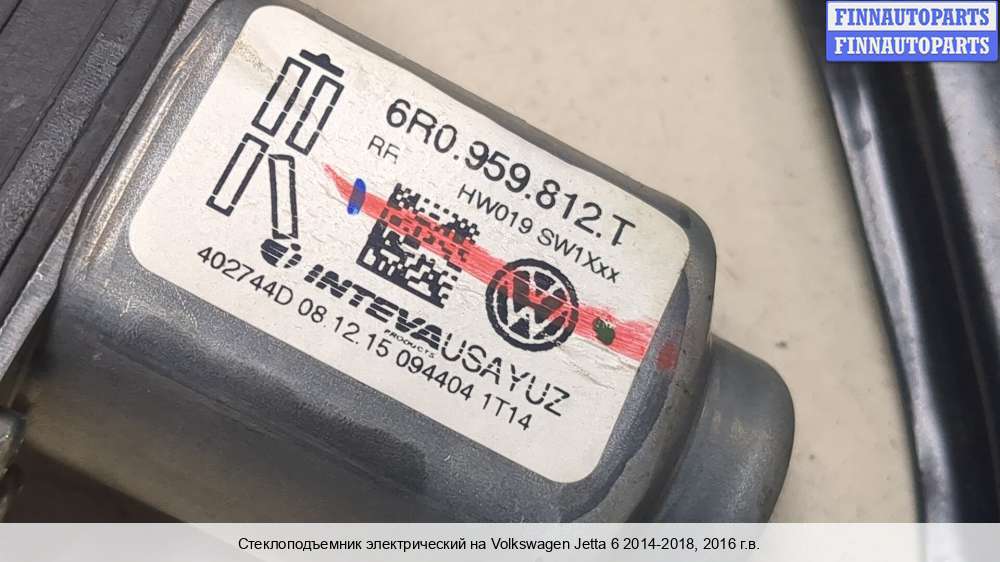 FINNAUTOPARTS
FINNAUTOPARTS
6R0.959.812.T
RR
HW019 SW1Xxx
INTEVA USAYUZ
PRODUCTS
402744D 08.12.15 094404 1T14
Стеклоподъемник электрический на Volkswagen Jetta 6 2014-2018, 2016 г.в.